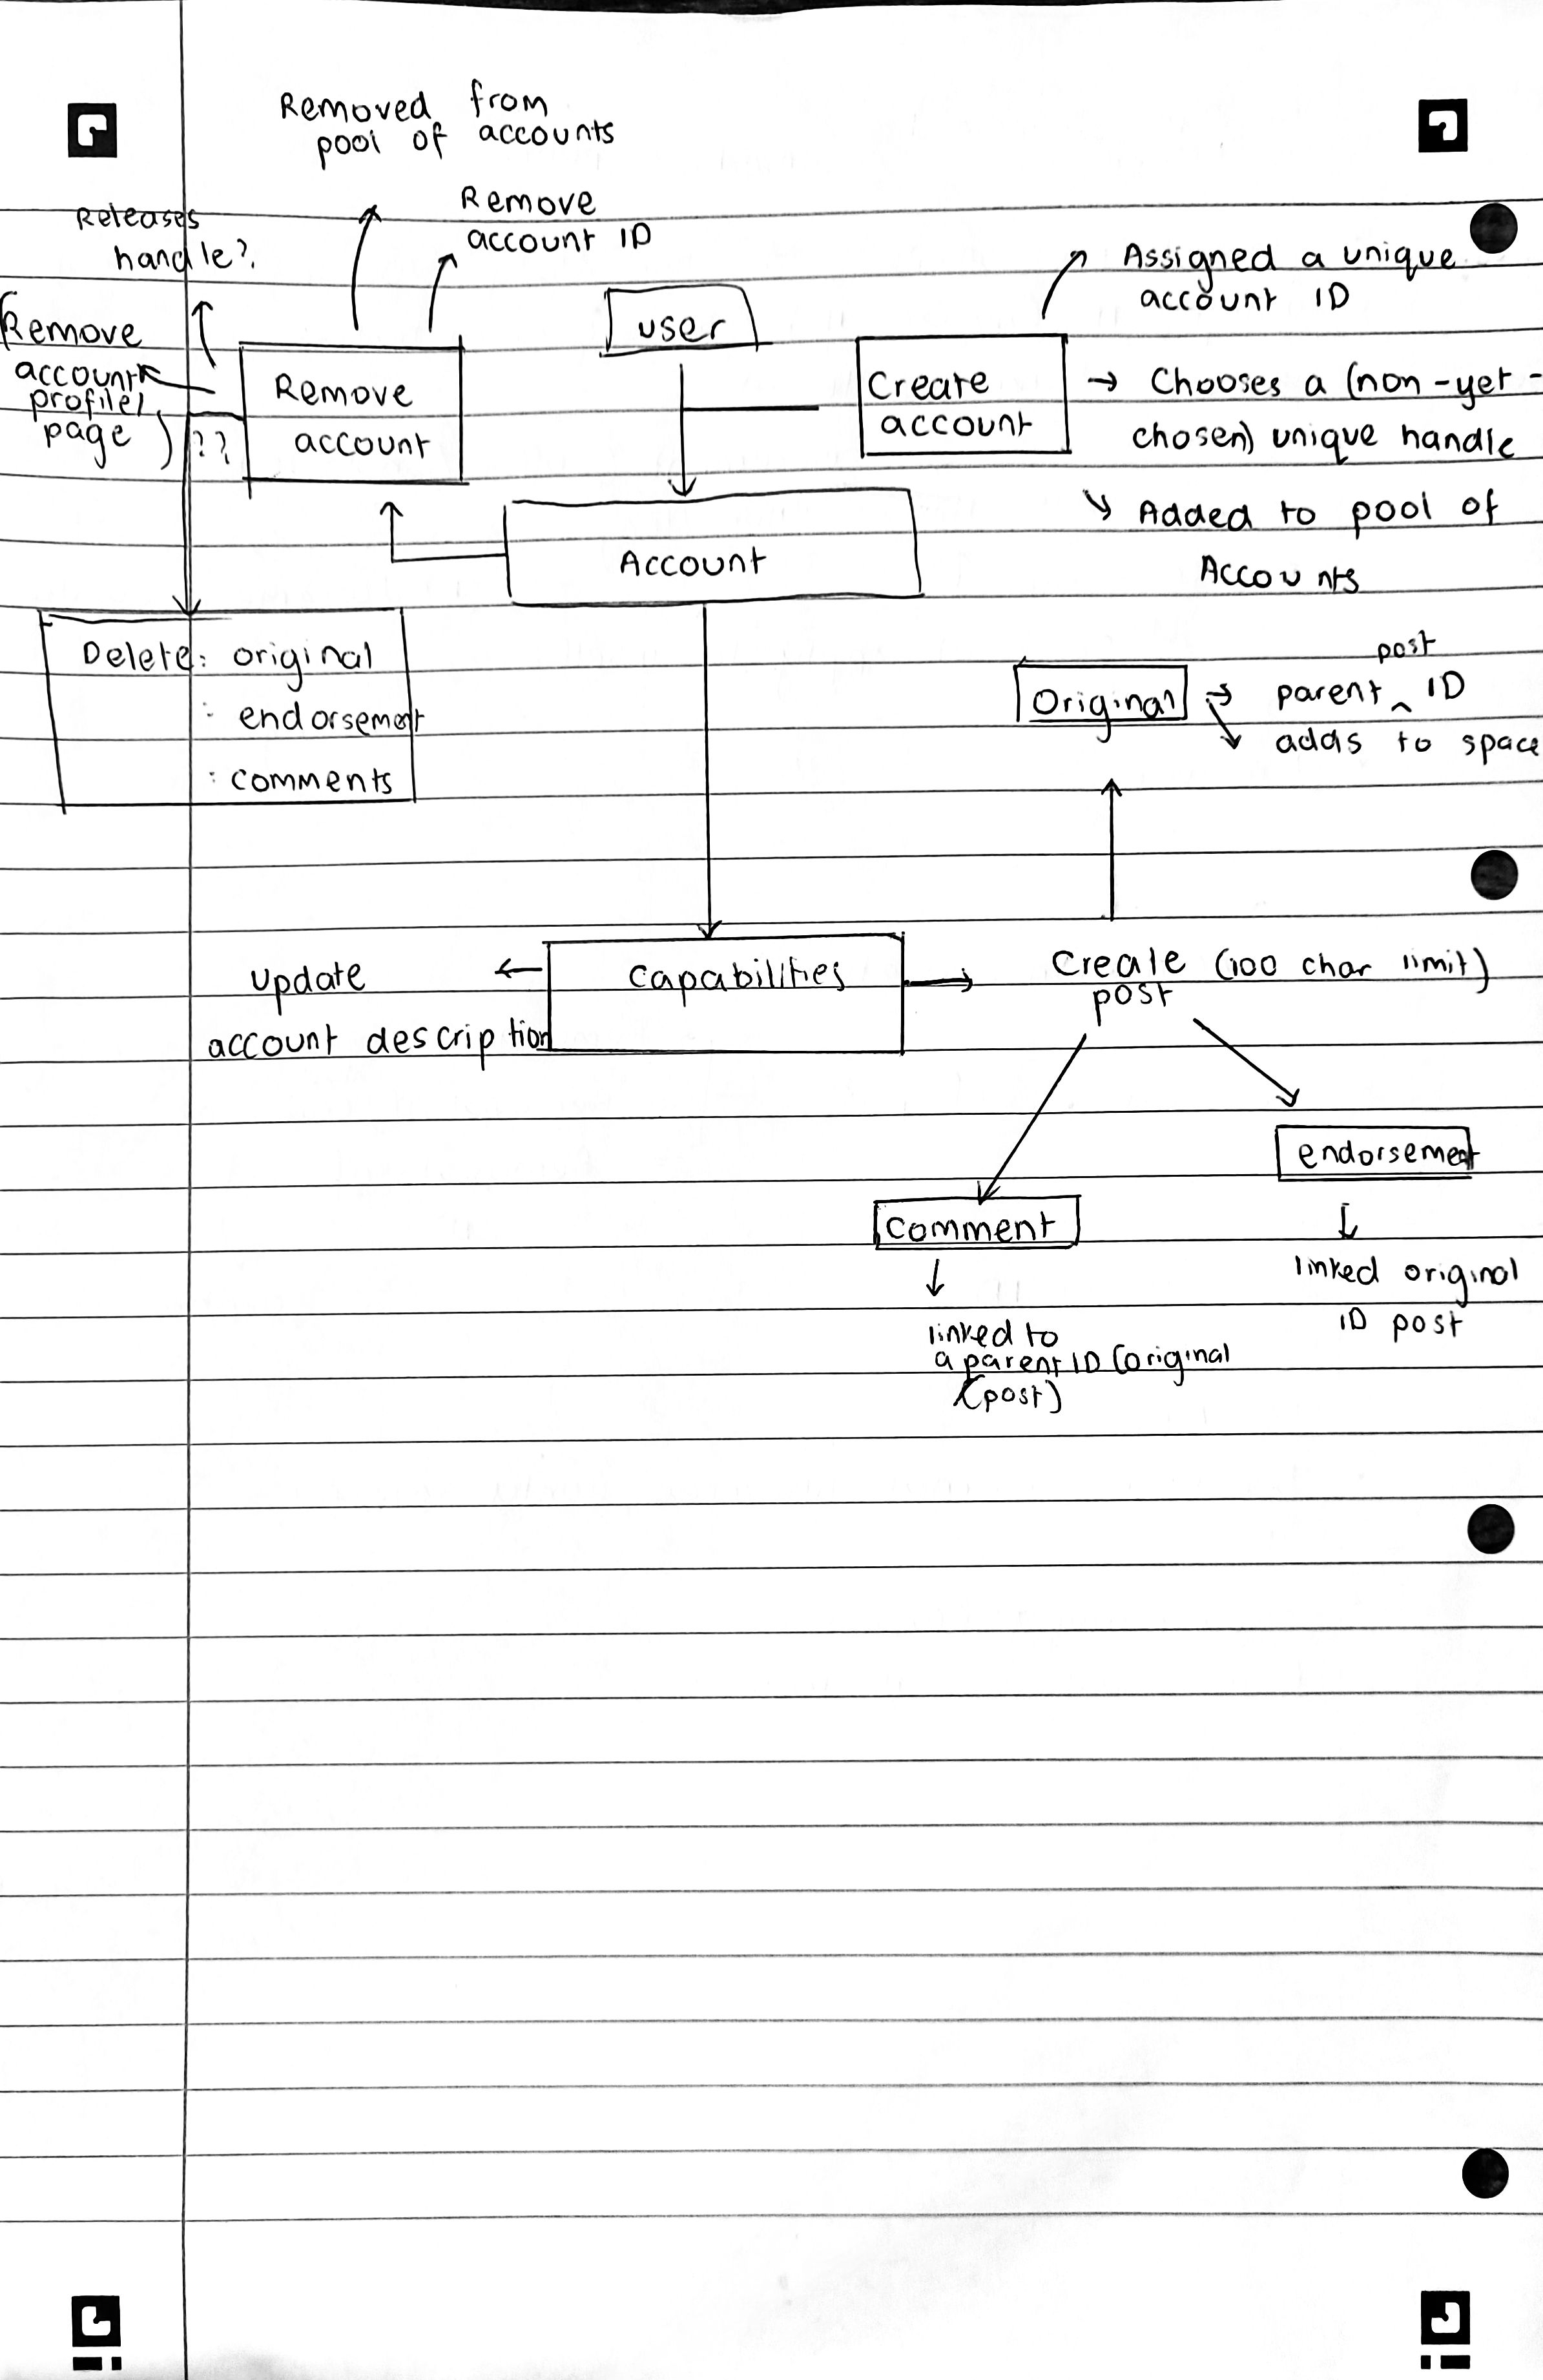 Removed from
pool of accounts
Releases
handle?
Remove
account ID
Remove
account
profile/
page
??
Remove
account
user
Create
account
Assigned a unique
account ID
→ Chooses a (non-yet-
chosen) unique handle
Added to pool of
Accounts
Account
Delete: original
: endorsement
: comments
Original
post
parent ‸ ID
adds to space
Update
account description
Capabilities
Create (100 char limit)
post
comment
linked to
a parent ID (original
(post)
endorsement
linked original
ID post